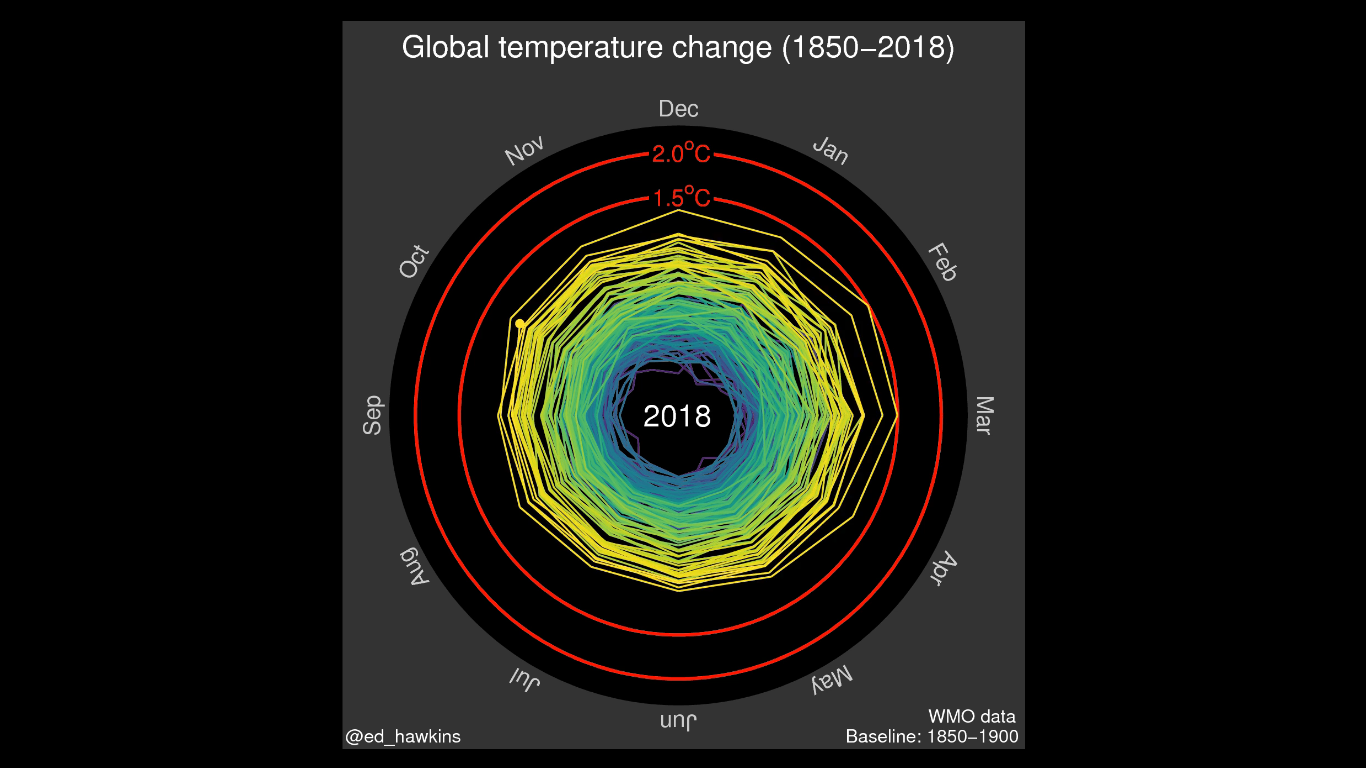 Global temperature change (1850–2018)
Dec
Jan
Feb
Mar
Apr
May
Jun
Jul
Aug
Sep
Oct
Nov
2.0°C
1.5°C
2018
WMO data
@ed_hawkins
Baseline: 1850–1900